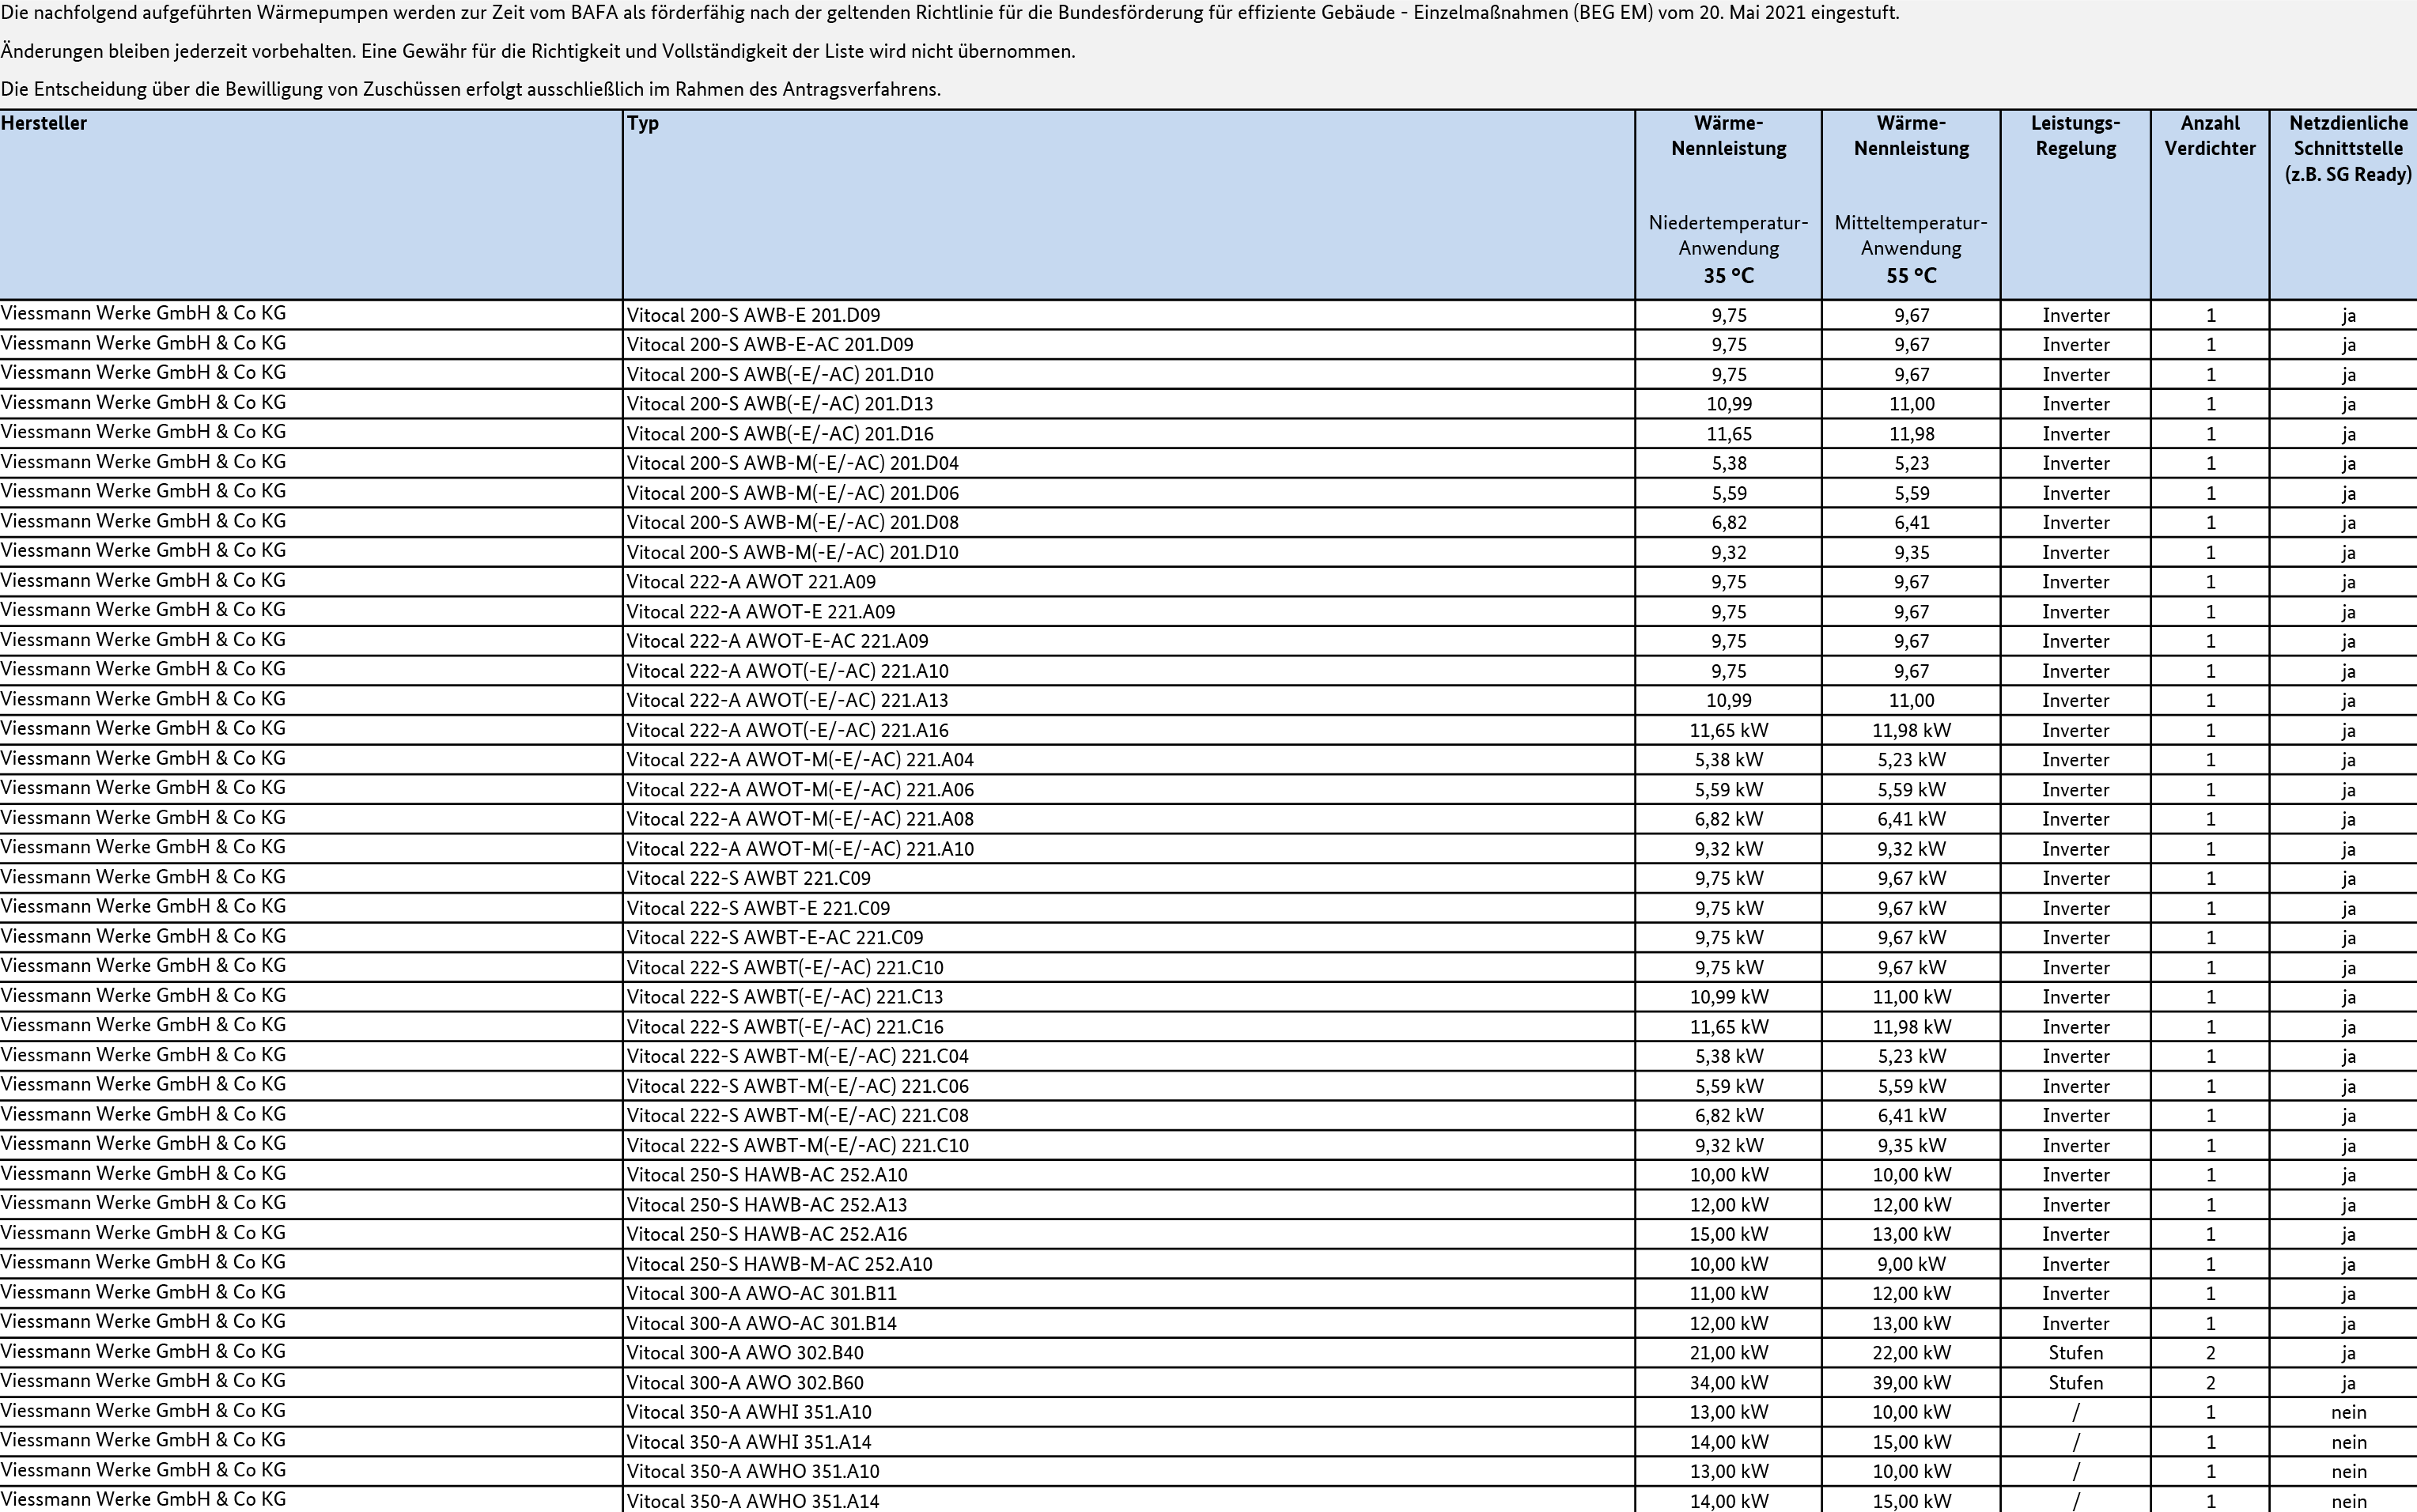 Die nachfolgend aufgeführten Wärmepumpen werden zur Zeit vom BAFA als förderfähig nach der geltenden Richtlinie für die Bundesförderung für effiziente Gebäude - Einzelmaßnahmen (BEG EM) vom 20. Mai 2021 eingestuft.
Änderungen bleiben jederzeit vorbehalten. Eine Gewähr für die Richtigkeit und Vollständigkeit der Liste wird nicht übernommen.
Die Entscheidung über die Bewilligung von Zuschüssen erfolgt ausschließlich im Rahmen des Antragsverfahrens.
Hersteller Typ Wärme- Wärme- Leistungs- Anzahl Netzdienliche
Nennleistung Nennleistung Regelung Verdichter Schnittstelle
(z.B. SG Ready)
Niedertemperatur- Mitteltemperatur-
Anwendung Anwendung
35 °C 55 °C
Viessmann Werke GmbH & Co KG Vitocal 200-S AWB-E 201.D09 9,75 9,67 Inverter 1 ja
Viessmann Werke GmbH & Co KG Vitocal 200-S AWB-E-AC 201.D09 9,75 9,67 Inverter 1 ja
Viessmann Werke GmbH & Co KG Vitocal 200-S AWB(-E/-AC) 201.D10 9,75 9,67 Inverter 1 ja
Viessmann Werke GmbH & Co KG Vitocal 200-S AWB(-E/-AC) 201.D13 10,99 11,00 Inverter 1 ja
Viessmann Werke GmbH & Co KG Vitocal 200-S AWB(-E/-AC) 201.D16 11,65 11,98 Inverter 1 ja
Viessmann Werke GmbH & Co KG Vitocal 200-S AWB-M(-E/-AC) 201.D04 5,38 5,23 Inverter 1 ja
Viessmann Werke GmbH & Co KG Vitocal 200-S AWB-M(-E/-AC) 201.D06 5,59 5,59 Inverter 1 ja
Viessmann Werke GmbH & Co KG Vitocal 200-S AWB-M(-E/-AC) 201.D08 6,82 6,41 Inverter 1 ja
Viessmann Werke GmbH & Co KG Vitocal 200-S AWB-M(-E/-AC) 201.D10 9,32 9,35 Inverter 1 ja
Viessmann Werke GmbH & Co KG Vitocal 222-A AWOT 221.A09 9,75 9,67 Inverter 1 ja
Viessmann Werke GmbH & Co KG Vitocal 222-A AWOT-E 221.A09 9,75 9,67 Inverter 1 ja
Viessmann Werke GmbH & Co KG Vitocal 222-A AWOT-E-AC 221.A09 9,75 9,67 Inverter 1 ja
Viessmann Werke GmbH & Co KG Vitocal 222-A AWOT(-E/-AC) 221.A10 9,75 9,67 Inverter 1 ja
Viessmann Werke GmbH & Co KG Vitocal 222-A AWOT(-E/-AC) 221.A13 10,99 11,00 Inverter 1 ja
Viessmann Werke GmbH & Co KG Vitocal 222-A AWOT(-E/-AC) 221.A16 11,65 kW 11,98 kW Inverter 1 ja
Viessmann Werke GmbH & Co KG Vitocal 222-A AWOT-M(-E/-AC) 221.A04 5,38 kW 5,23 kW Inverter 1 ja
Viessmann Werke GmbH & Co KG Vitocal 222-A AWOT-M(-E/-AC) 221.A06 5,59 kW 5,59 kW Inverter 1 ja
Viessmann Werke GmbH & Co KG Vitocal 222-A AWOT-M(-E/-AC) 221.A08 6,82 kW 6,41 kW Inverter 1 ja
Viessmann Werke GmbH & Co KG Vitocal 222-A AWOT-M(-E/-AC) 221.A10 9,32 kW 9,32 kW Inverter 1 ja
Viessmann Werke GmbH & Co KG Vitocal 222-S AWBT 221.C09 9,75 kW 9,67 kW Inverter 1 ja
Viessmann Werke GmbH & Co KG Vitocal 222-S AWBT-E 221.C09 9,75 kW 9,67 kW Inverter 1 ja
Viessmann Werke GmbH & Co KG Vitocal 222-S AWBT-E-AC 221.C09 9,75 kW 9,67 kW Inverter 1 ja
Viessmann Werke GmbH & Co KG Vitocal 222-S AWBT(-E/-AC) 221.C10 9,75 kW 9,67 kW Inverter 1 ja
Viessmann Werke GmbH & Co KG Vitocal 222-S AWBT(-E/-AC) 221.C13 10,99 kW 11,00 kW Inverter 1 ja
Viessmann Werke GmbH & Co KG Vitocal 222-S AWBT(-E/-AC) 221.C16 11,65 kW 11,98 kW Inverter 1 ja
Viessmann Werke GmbH & Co KG Vitocal 222-S AWBT-M(-E/-AC) 221.C04 5,38 kW 5,23 kW Inverter 1 ja
Viessmann Werke GmbH & Co KG Vitocal 222-S AWBT-M(-E/-AC) 221.C06 5,59 kW 5,59 kW Inverter 1 ja
Viessmann Werke GmbH & Co KG Vitocal 222-S AWBT-M(-E/-AC) 221.C08 6,82 kW 6,41 kW Inverter 1 ja
Viessmann Werke GmbH & Co KG Vitocal 222-S AWBT-M(-E/-AC) 221.C10 9,32 kW 9,35 kW Inverter 1 ja
Viessmann Werke GmbH & Co KG Vitocal 250-S HAWB-AC 252.A10 10,00 kW 10,00 kW Inverter 1 ja
Viessmann Werke GmbH & Co KG Vitocal 250-S HAWB-AC 252.A13 12,00 kW 12,00 kW Inverter 1 ja
Viessmann Werke GmbH & Co KG Vitocal 250-S HAWB-AC 252.A16 15,00 kW 13,00 kW Inverter 1 ja
Viessmann Werke GmbH & Co KG Vitocal 250-S HAWB-M-AC 252.A10 10,00 kW 9,00 kW Inverter 1 ja
Viessmann Werke GmbH & Co KG Vitocal 300-A AWO-AC 301.B11 11,00 kW 12,00 kW Inverter 1 ja
Viessmann Werke GmbH & Co KG Vitocal 300-A AWO-AC 301.B14 12,00 kW 13,00 kW Inverter 1 ja
Viessmann Werke GmbH & Co KG Vitocal 300-A AWO 302.B40 21,00 kW 22,00 kW Stufen 2 ja
Viessmann Werke GmbH & Co KG Vitocal 300-A AWO 302.B60 34,00 kW 39,00 kW Stufen 2 ja
Viessmann Werke GmbH & Co KG Vitocal 350-A AWHI 351.A10 13,00 kW 10,00 kW / 1 nein
Viessmann Werke GmbH & Co KG Vitocal 350-A AWHI 351.A14 14,00 kW 15,00 kW / 1 nein
Viessmann Werke GmbH & Co KG Vitocal 350-A AWHO 351.A10 13,00 kW 10,00 kW / 1 nein
Viessmann Werke GmbH & Co KG Vitocal 350-A AWHO 351.A14 14,00 kW 15,00 kW / 1 nein